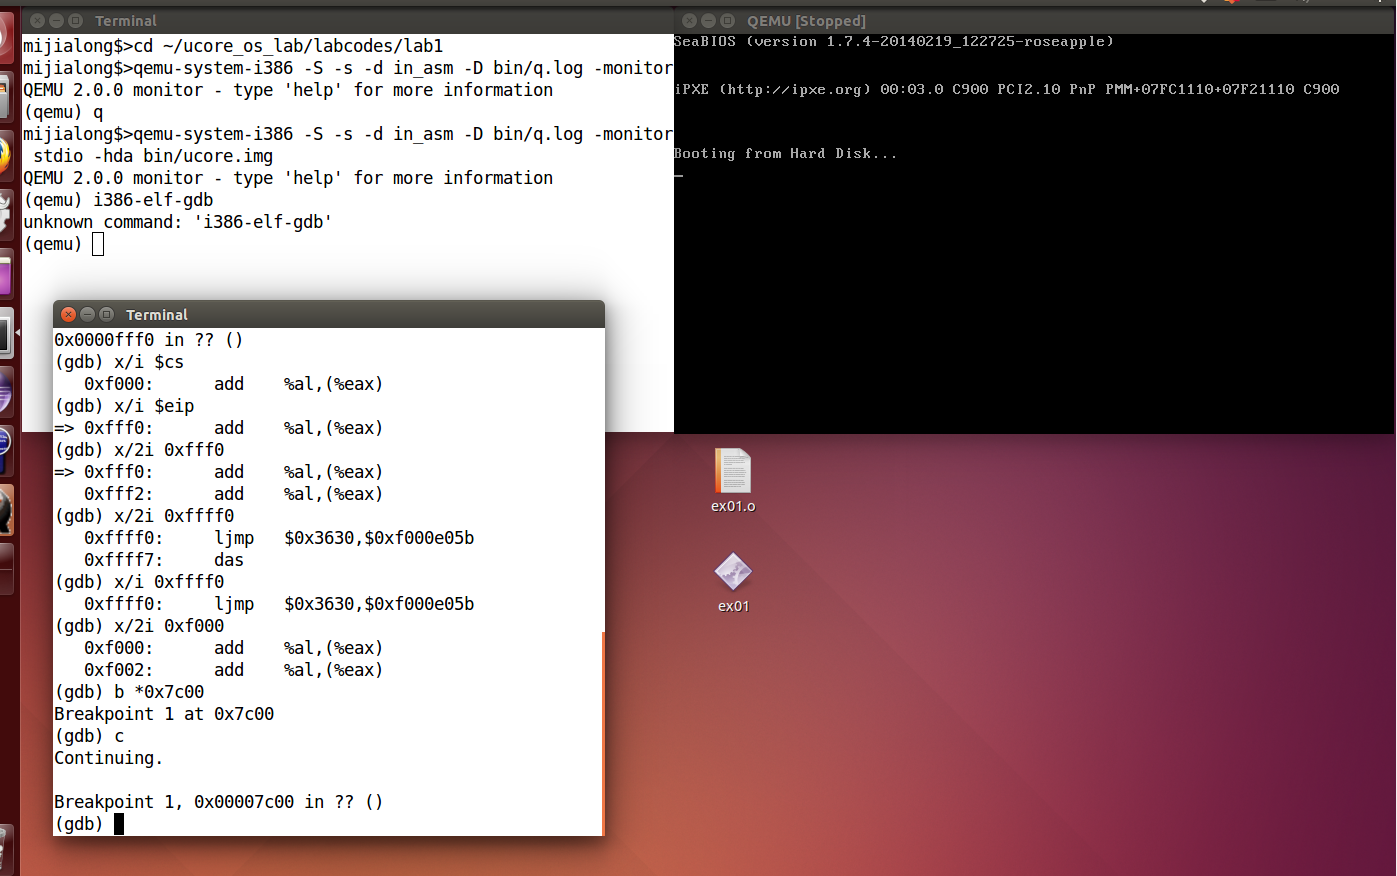 Terminal
mijialong$>cd ~/ucore_os_lab/labcodes/lab1
mijialong$>qemu-system-i386 -S -s -d in_asm -D bin/q.log -monitor
QEMU 2.0.0 monitor - type 'help' for more information
(qemu) q
mijialong$>qemu-system-i386 -S -s -d in_asm -D bin/q.log -monitor
 stdio -hda bin/ucore.img
QEMU 2.0.0 monitor - type 'help' for more information
(qemu) i386-elf-gdb
unknown command: 'i386-elf-gdb'
(qemu)
QEMU [Stopped]
SeaBIOS (version 1.7.4-20140219_122725-roseapple)
iPXE (http://ipxe.org) 00:03.0 C900 PCI2.10 PnP PMM+07FC1110+07F21110 C900
Booting from Hard Disk...
Terminal
0x0000fff0 in ?? ()
(gdb) x/i $cs
   0xf000:      add    %al,(%eax)
(gdb) x/i $eip
=> 0xfff0:      add    %al,(%eax)
(gdb) x/2i 0xfff0
=> 0xfff0:      add    %al,(%eax)
   0xfff2:      add    %al,(%eax)
(gdb) x/2i 0xffff0
   0xffff0:     ljmp   $0x3630,$0xf000e05b
   0xffff7:     das
(gdb) x/i 0xffff0
   0xffff0:     ljmp   $0x3630,$0xf000e05b
(gdb) x/2i 0xf000
   0xf000:      add    %al,(%eax)
   0xf002:      add    %al,(%eax)
(gdb) b *0x7c00
Breakpoint 1 at 0x7c00
(gdb) c
Continuing.
Breakpoint 1, 0x00007c00 in ?? ()
(gdb)
ex01.o
ex01